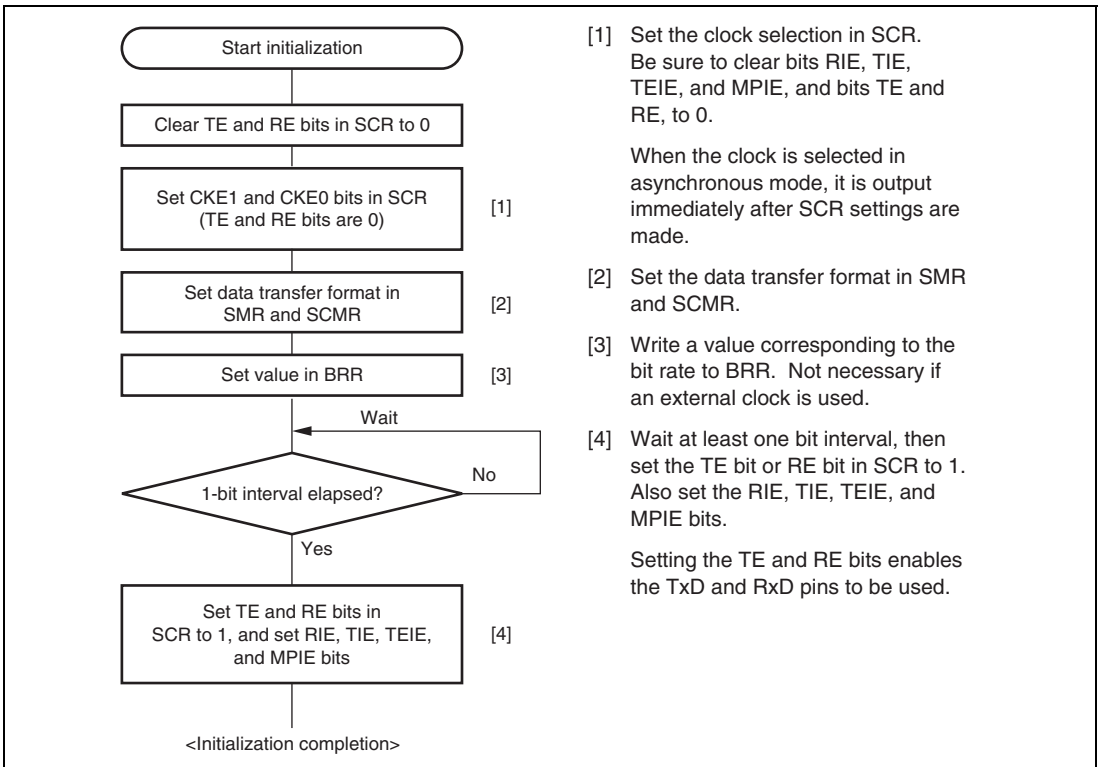 Start initialization
Clear TE and RE bits in SCR to 0
Set CKE1 and CKE0 bits in SCR
(TE and RE bits are 0)
[1]
Set data transfer format in
SMR and SCMR
[2]
Set value in BRR
[3]
Wait
1-bit interval elapsed?
No
Yes
Set TE and RE bits in
SCR to 1, and set RIE, TIE, TEIE,
and MPIE bits
[4]
<Initialization completion>
[1] Set the clock selection in SCR.
Be sure to clear bits RIE, TIE,
TEIE, and MPIE, and bits TE and
RE, to 0.
When the clock is selected in
asynchronous mode, it is output
immediately after SCR settings are
made.
[2] Set the data transfer format in SMR
and SCMR.
[3] Write a value corresponding to the
bit rate to BRR. Not necessary if
an external clock is used.
[4] Wait at least one bit interval, then
set the TE bit or RE bit in SCR to 1.
Also set the RIE, TIE, TEIE, and
MPIE bits.
Setting the TE and RE bits enables
the TxD and RxD pins to be used.